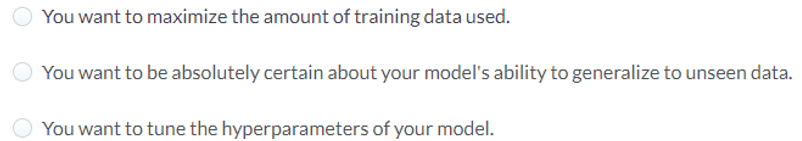 You want to maximize the amount of training data used.
You want to be absolutely certain about your model's ability to generalize to unseen data.
You want to tune the hyperparameters of your model.